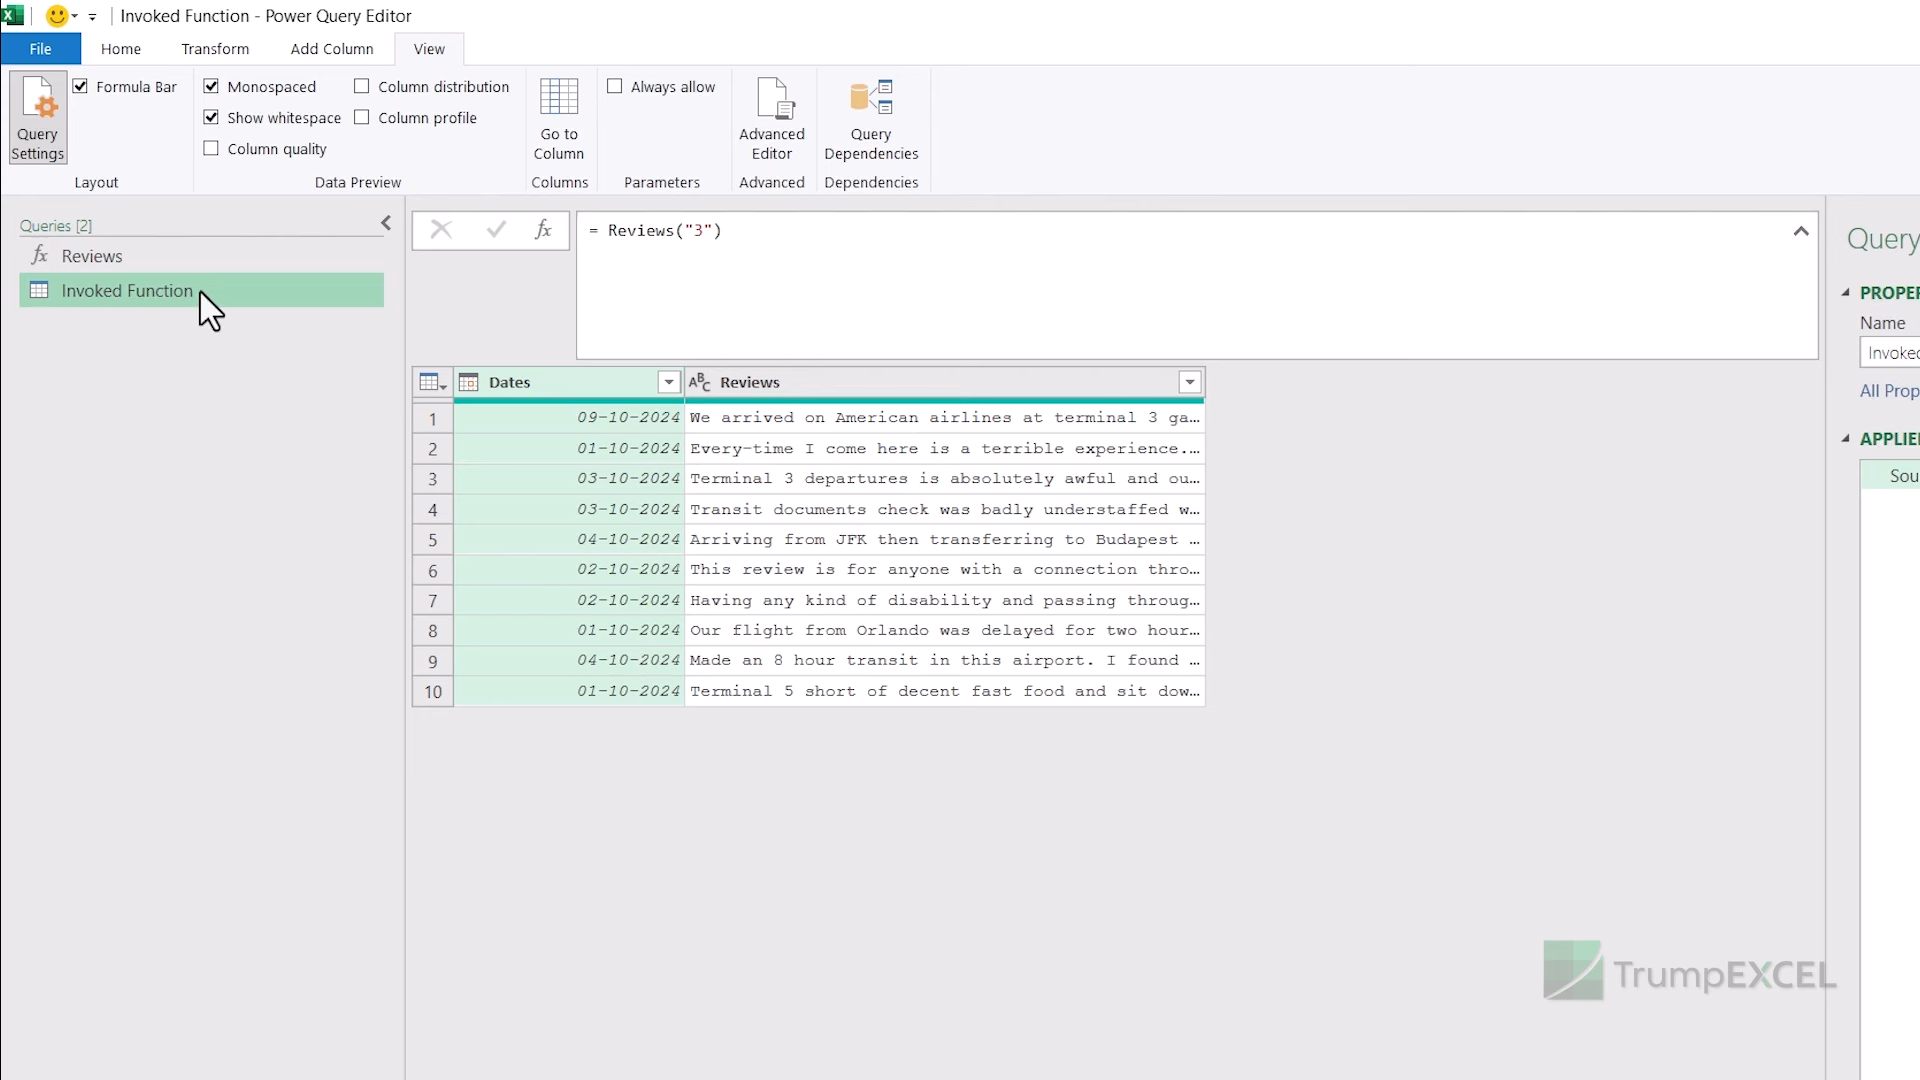 Invoked Function - Power Query Editor
File Home Transform Add Column View
Query Settings
Formula Bar
Layout
Monospaced
Show whitespace
Column quality
Column distribution
Column profile
Data Preview
Go to Column
Columns
Always allow
Parameters
Advanced Editor
Advanced
Query Dependencies
Dependencies
Queries [2]
fx Reviews
Invoked Function
fx
= Reviews("3")
Dates ABC Reviews
1 09-10-2024 We arrived on American airlines at terminal 3 ga…
2 01-10-2024 Every-time I come here is a terrible experience.…
3 03-10-2024 Terminal 3 departures is absolutely awful and ou…
4 03-10-2024 Transit documents check was badly understaffed w…
5 04-10-2024 Arriving from JFK then transferring to Budapest …
6 02-10-2024 This review is for anyone with a connection thro…
7 02-10-2024 Having any kind of disability and passing throug…
8 01-10-2024 Our flight from Orlando was delayed for two hour…
9 04-10-2024 Made an 8 hour transit in this airport. I found …
10 01-10-2024 Terminal 5 short of decent fast food and sit dow…
Query
PROPER
Name
Invoked
All Prop
APPLIE
Sou
TrumpEXCEL